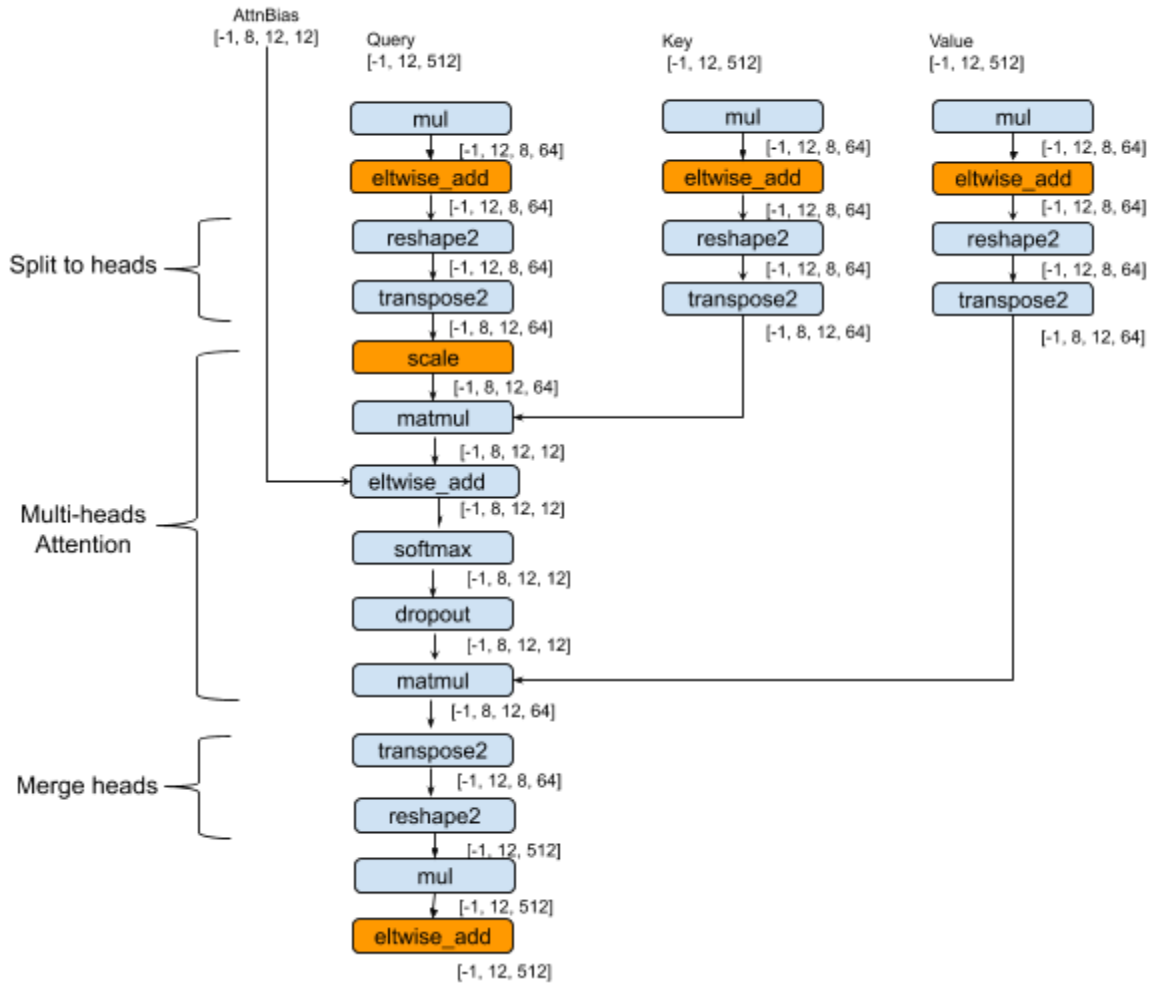 AttnBias
[-1, 8, 12, 12]
Query
[-1, 12, 512]
Key
[-1, 12, 512]
Value
[-1, 12, 512]
mul
mul
mul
[-1, 12, 8, 64]
[-1, 12, 8, 64]
[-1, 12, 8, 64]
eltwise_add
eltwise_add
eltwise_add
[-1, 12, 8, 64]
[-1, 12, 8, 64]
[-1, 12, 8, 64]
Split to heads
reshape2
reshape2
reshape2
[-1, 12, 8, 64]
[-1, 12, 8, 64]
[-1, 12, 8, 64]
transpose2
transpose2
transpose2
[-1, 8, 12, 64]
[-1, 8, 12, 64]
[-1, 8, 12, 64]
scale
[-1, 8, 12, 64]
matmul
[-1, 8, 12, 12]
eltwise_add
[-1, 8, 12, 12]
Multi-heads
Attention
softmax
[-1, 8, 12, 12]
dropout
[-1, 8, 12, 12]
matmul
[-1, 8, 12, 64]
Merge heads
transpose2
[-1, 12, 8, 64]
reshape2
[-1, 12, 512]
mul
[-1, 12, 512]
eltwise_add
[-1, 12, 512]